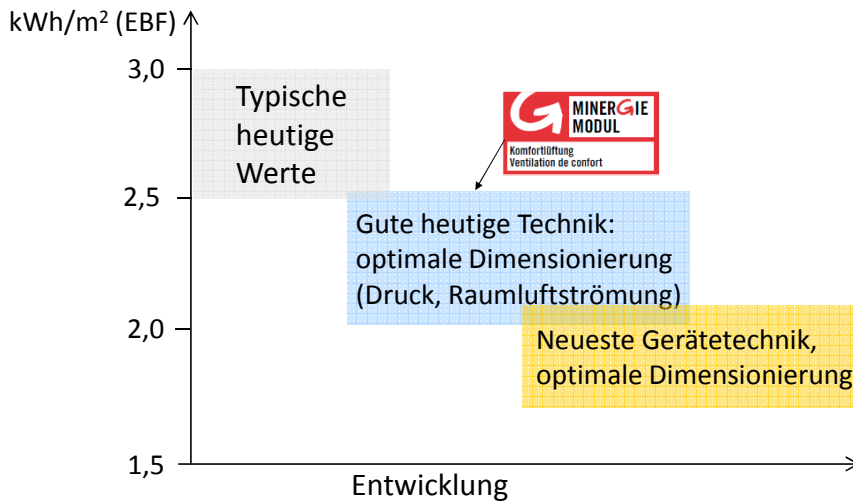 kWh/m² (EBF)
3,0
Typische
heutige
Werte
MINERGIE
MODUL
Komfortlüftung
Ventilation de confort
2,5
Gute heutige Technik:
optimale Dimensionierung
(Druck, Raumluftströmung)
2,0
Neueste Gerätetechnik,
optimale Dimensionierung
1,5
Entwicklung